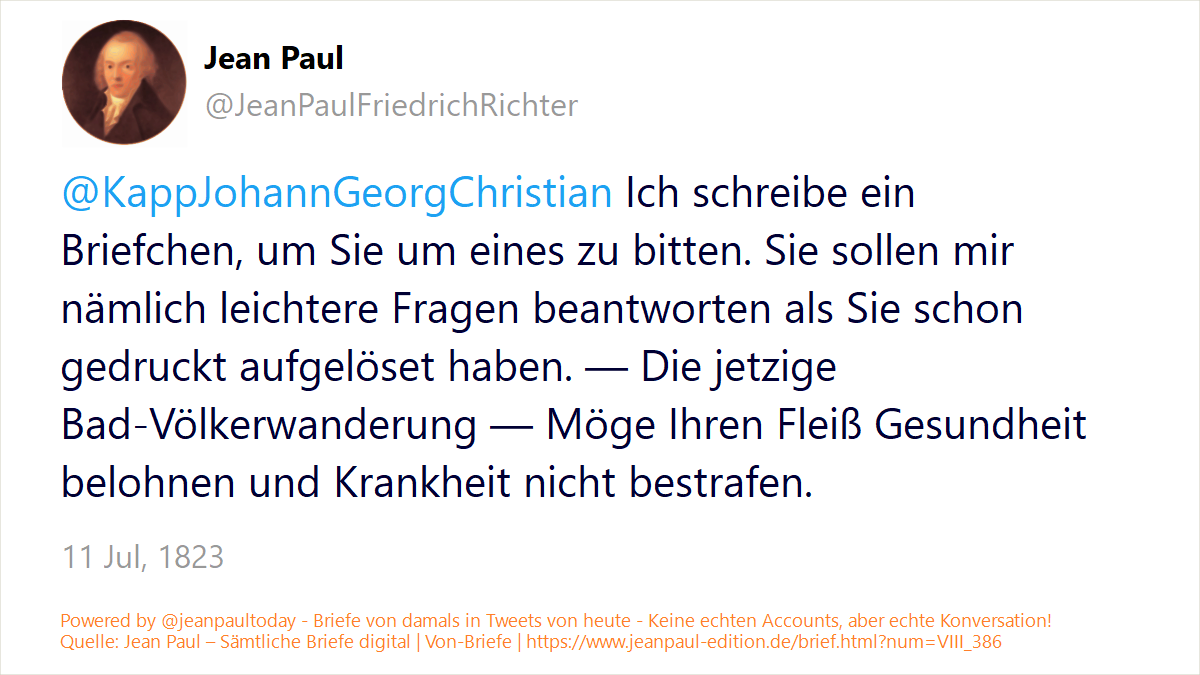 Jean Paul
@JeanPaulFriedrichRichter
@KappJohannGeorgChristian Ich schreibe ein
Briefchen, um Sie um eines zu bitten. Sie sollen mir
nämlich leichtere Fragen beantworten als Sie schon
gedruckt aufgelöset haben. — Die jetzige
Bad-Völkerwanderung — Möge Ihren Fleiß Gesundheit
belohnen und Krankheit nicht bestrafen.
11 Jul, 1823
Powered by @jeanpaultoday - Briefe von damals in Tweets von heute - Keine echten Accounts, aber echte Konversation!
Quelle: Jean Paul – Sämtliche Briefe digital | Von-Briefe | https://www.jeanpaul-edition.de/brief.html?num=VIII_386